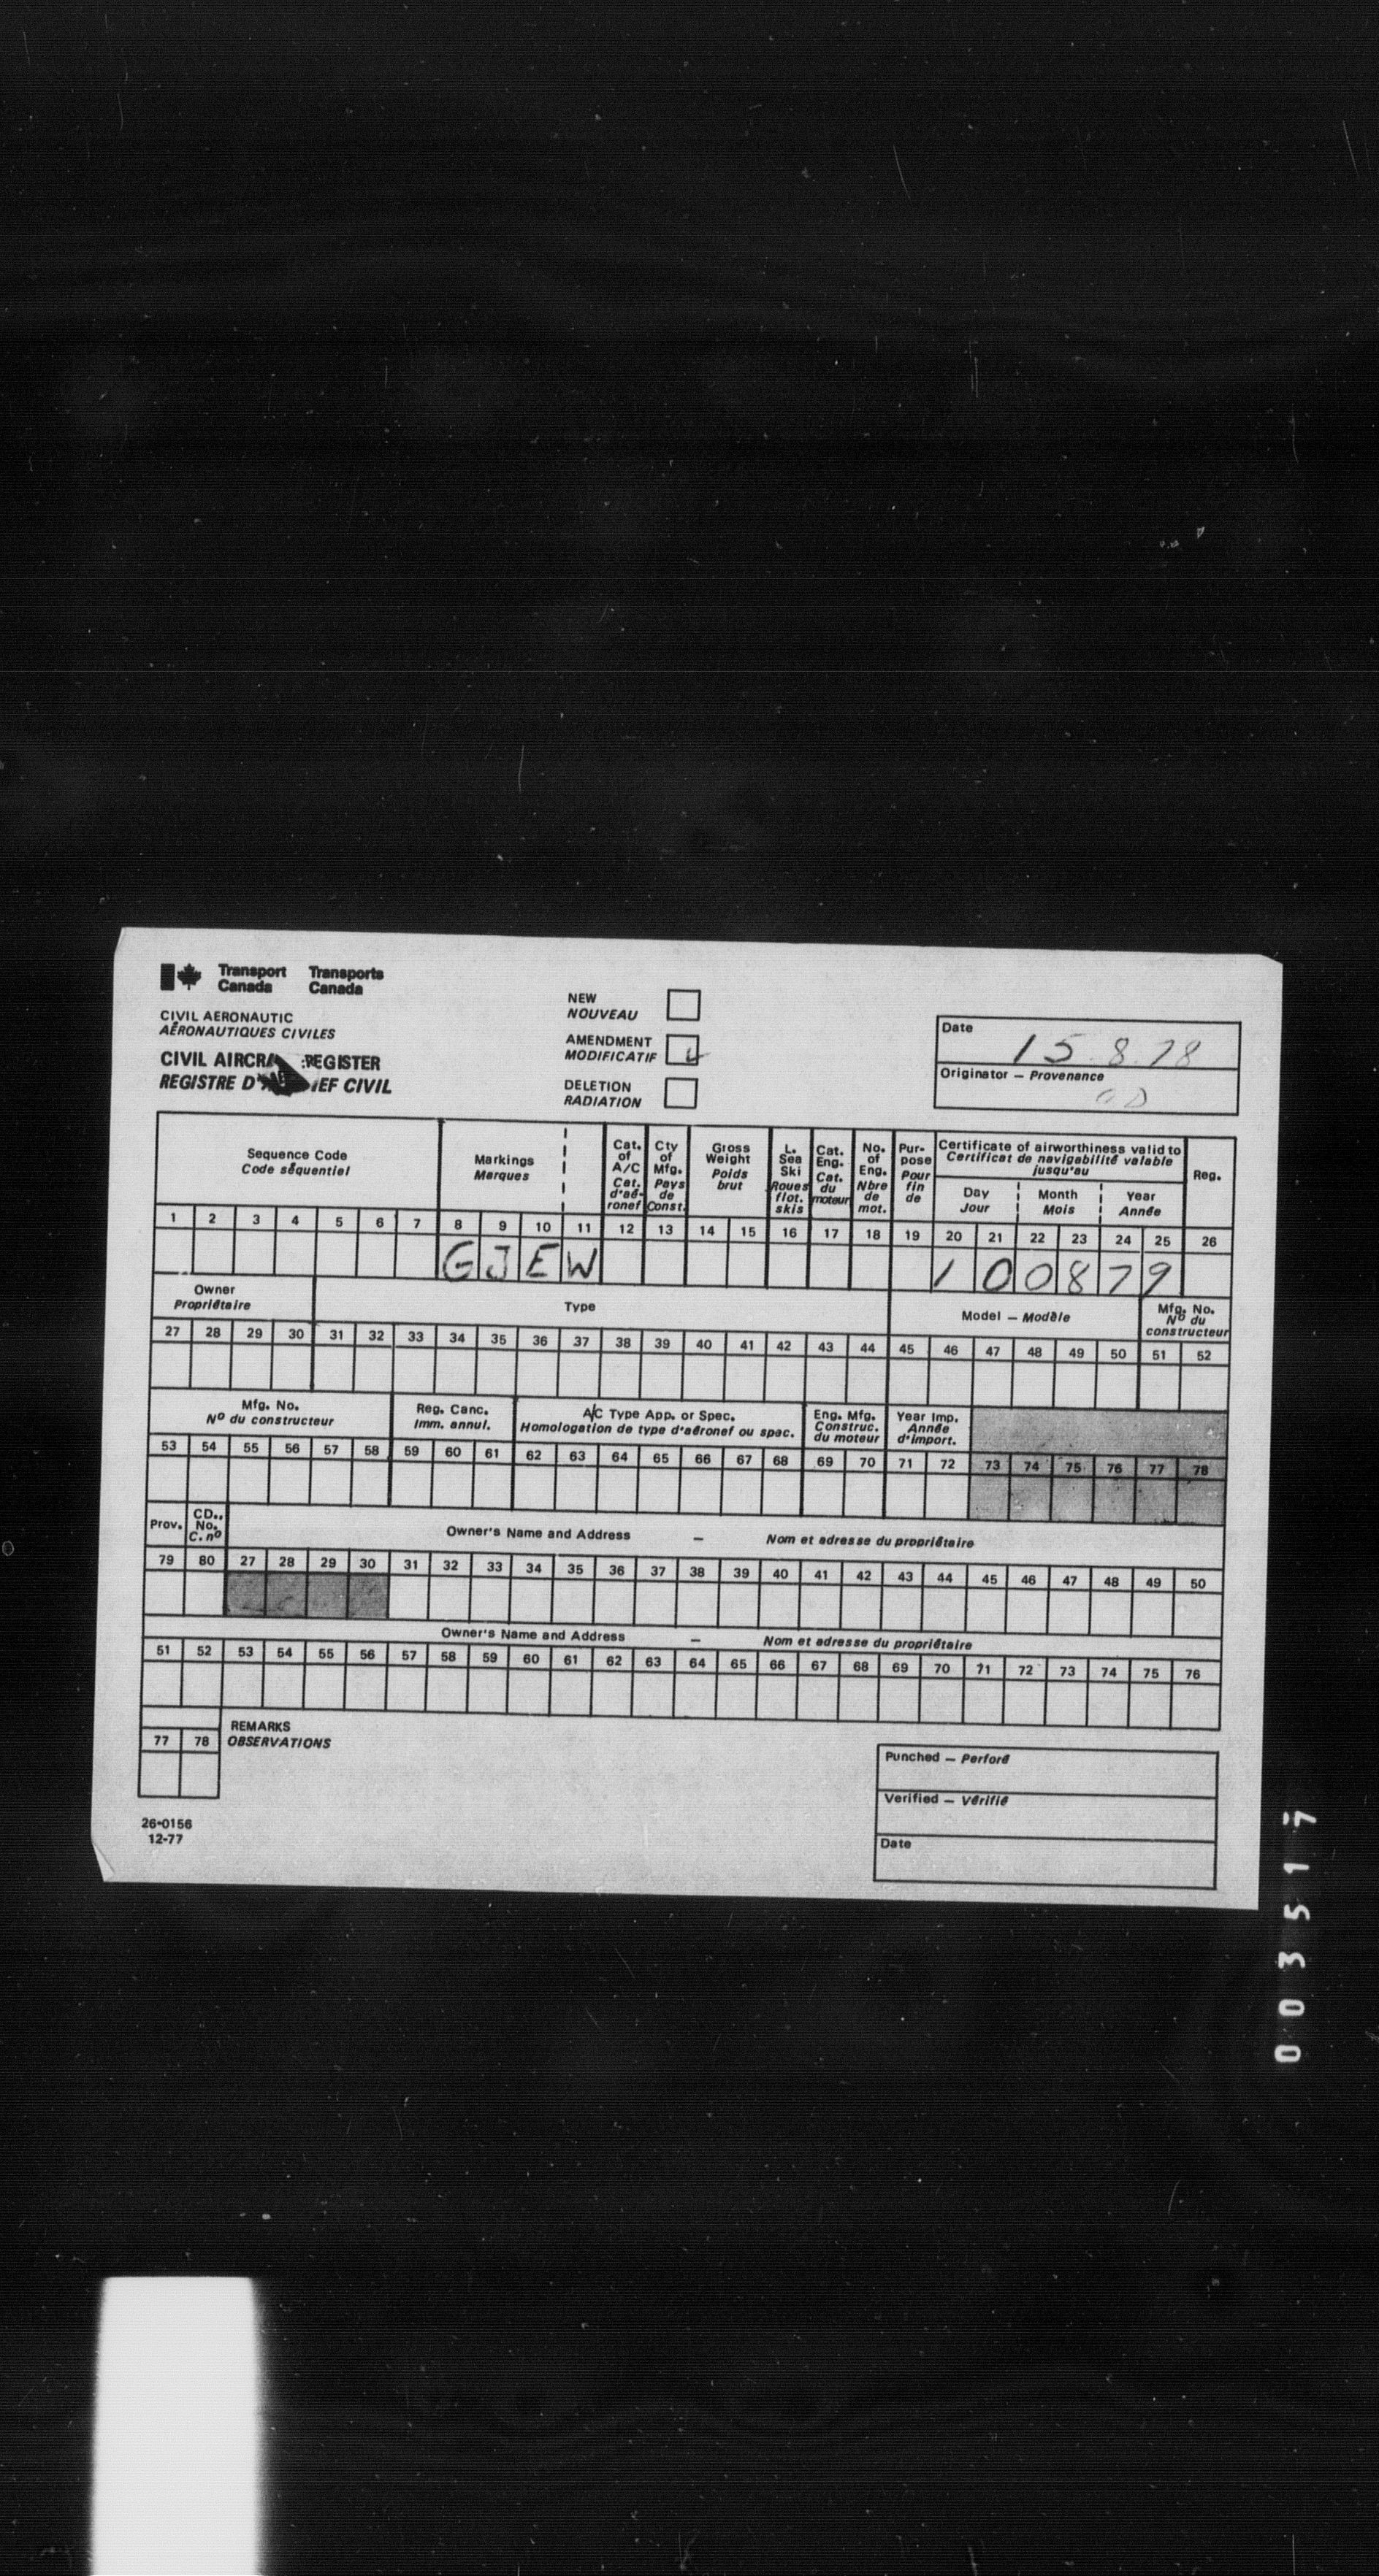 Transport Canada Transports Canada
CIVIL AERONAUTIC
AÉRONAUTIQUES CIVILES
CIVIL AIRCRA REGISTER
REGISTRE D' IEF CIVIL
NEW
NOUVEAU
AMENDMENT
MODIFICATIF
DELETION
RADIATION
Date 15.8.78
Originator — Provenance
Sequence Code
Code séquentiel
Markings
Marques
Cat. of A/C Cat. d'aé- ronef
Cty of Mfg. Pays de Const.
Gross Weight Poids brut
L. Sea Ski Roues flot. skis
Cat. Eng. Cat. du moteur
No. of Eng. Nbre de mot.
Pur- pose Pour fin de
Certificate of airworthiness valid to
Certificat de navigabilité valable jusqu'au
Day Jour
Month Mois
Year Année
Reg.
1 2 3 4 5 6 7 8 9 10 11 12 13 14 15 16 17 18 19 20 21 22 23 24 25 26
G J E W 1 0 0 8 7 9
Owner
Propriétaire
Type
Model — Modèle
Mfg. No. Nº du constructeur
27 28 29 30 31 32 33 34 35 36 37 38 39 40 41 42 43 44 45 46 47 48 49 50 51 52
Mfg. No.
Nº du constructeur
Reg. Canc.
Imm. annul.
A/C Type App. or Spec.
Homologation de type d'aéronef ou spec.
Eng. Mfg. Construc. du moteur
Year Imp. Année d'import.
53 54 55 56 57 58 59 60 61 62 63 64 65 66 67 68 69 70 71 72 73 74 75 76 77 78
Prov.
CD., No. C. nº
Owner's Name and Address — Nom et adresse du propriétaire
79 80 27 28 29 30 31 32 33 34 35 36 37 38 39 40 41 42 43 44 45 46 47 48 49 50
Owner's Name and Address — Nom et adresse du propriétaire
51 52 53 54 55 56 57 58 59 60 61 62 63 64 65 66 67 68 69 70 71 72 73 74 75 76
77 78
REMARKS
OBSERVATIONS
Punched — Perforé
Verified — Vérifié
Date
26-0156
12-77
003517